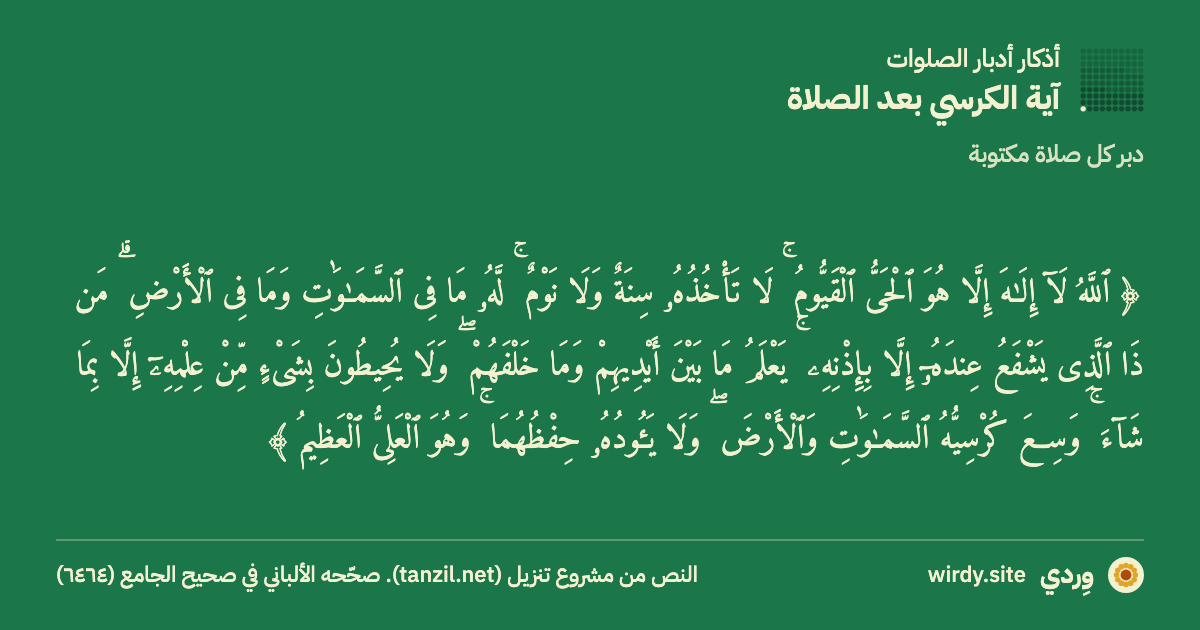 أذكار أدبار الصلوات
آية الكرسي بعد الصلاة
دبر كل صلاة مكتوبة
﴿ ٱللَّهُ لَآ إِلَـٰهَ إِلَّا هُوَ ٱلْحَىُّ ٱلْقَيُّومُ ۚ لَا تَأْخُذُهُۥ سِنَةٌ وَلَا نَوْمٌ ۚ لَّهُۥ مَا فِى ٱلسَّمَـٰوَٰتِ وَمَا فِى ٱلْأَرْضِ ۗ مَن
ذَا ٱلَّذِى يَشْفَعُ عِندَهُۥٓ إِلَّا بِإِذْنِهِۦ ۚ يَعْلَمُ مَا بَيْنَ أَيْدِيهِمْ وَمَا خَلْفَهُمْ ۖ وَلَا يُحِيطُونَ بِشَىْءٍ مِّنْ عِلْمِهِۦٓ إِلَّا بِمَا
شَآءَ ۚ وَسِعَ كُرْسِيُّهُ ٱلسَّمَـٰوَٰتِ وَٱلْأَرْضَ ۖ وَلَا يَـُٔودُهُۥ حِفْظُهُمَا ۚ وَهُوَ ٱلْعَلِىُّ ٱلْعَظِيمُ ﴾
وِردي wirdy.site
النص من مشروع تنزيل (tanzil.net). صحّحه الألباني في صحيح الجامع (٦٤٦٤)